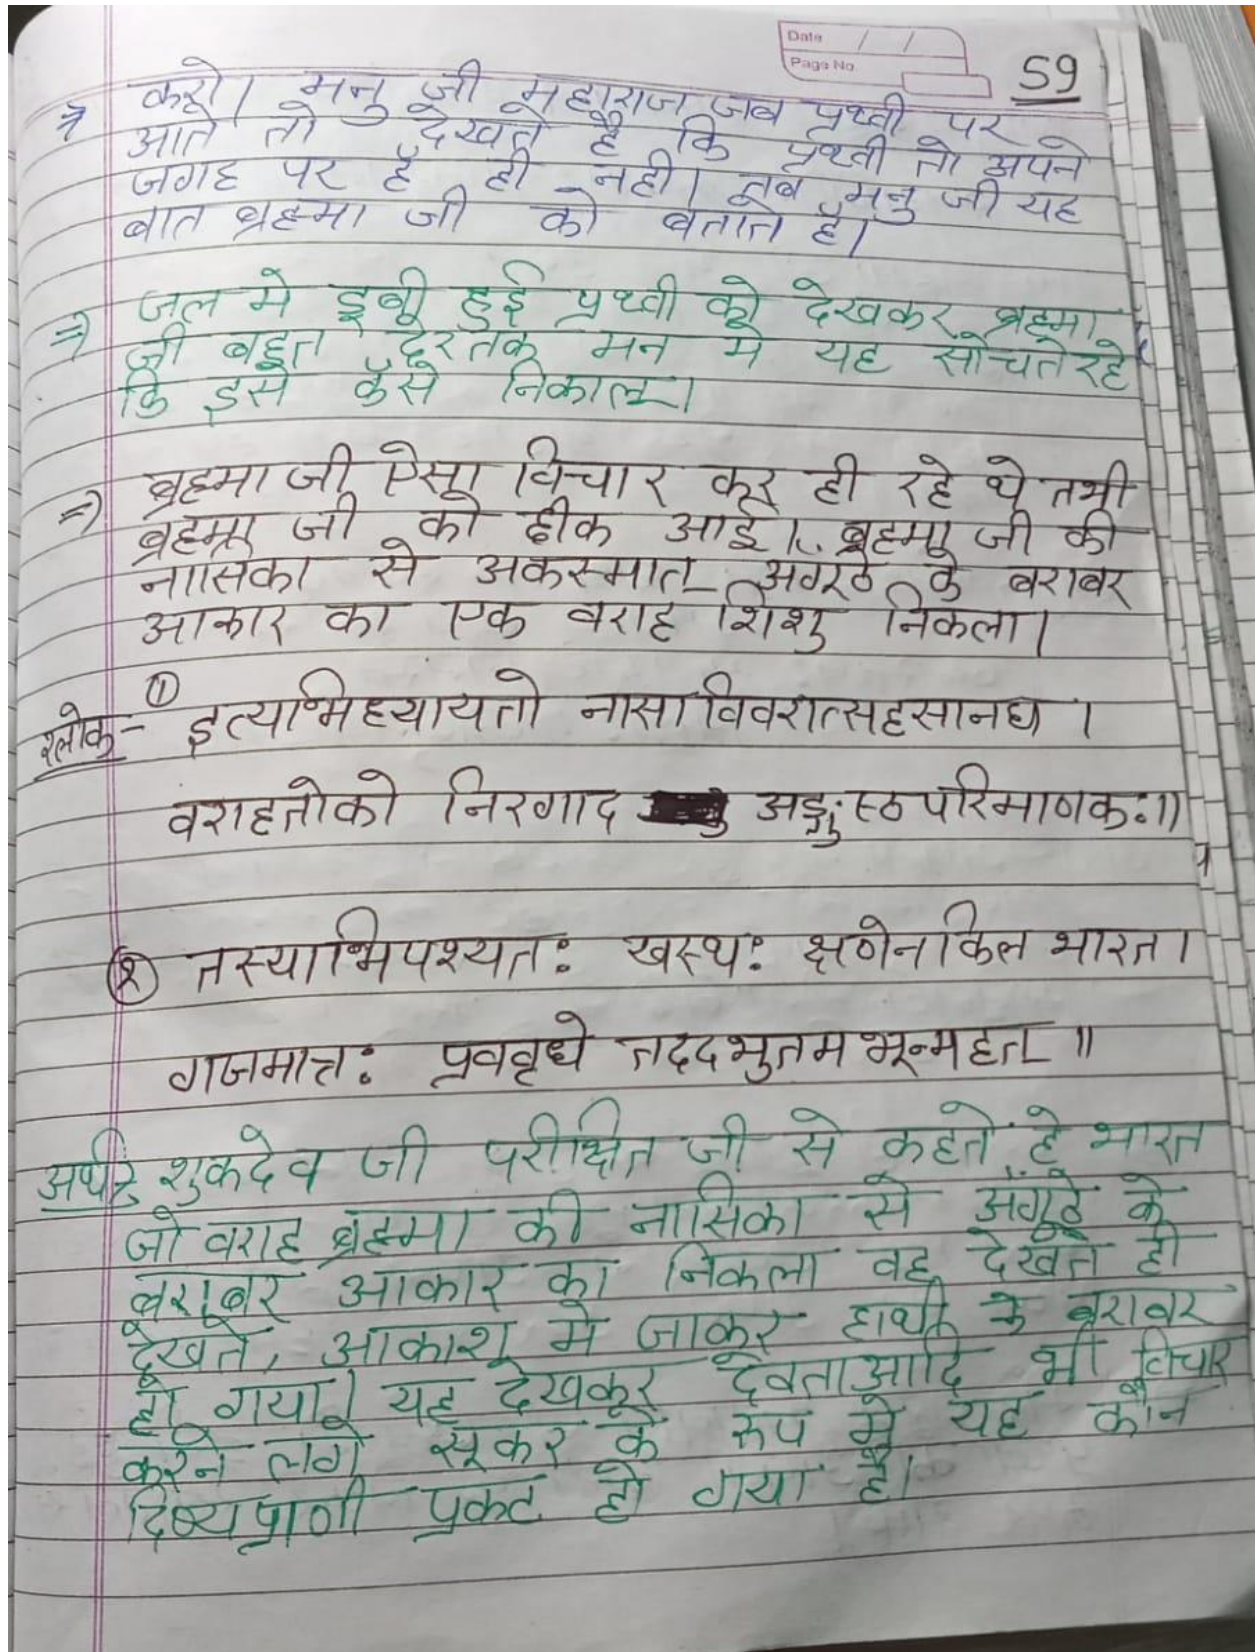 Date / /
Page No.
59
→ करो। मनु जी महाराज जब पृथ्वी पर
आते तो देखते है कि पृथ्वी तो अपने
जगह पर है ही नही। तब मनु जी यह
बात ब्रह्मा जी को बताते है।
⇒ जल मे डूबी हुई प्रथ्वी को देखकर ब्रह्मा
जी बहुत देर तक मन मे यह सोचते रहे
कि इसे कैसे निकालू।
⇒ ब्रह्मा जी ऐसा विचार कर ही रहे थे तभी
ब्रह्मा जी को छीक आई।. ब्रह्मा जी की
नासिका से अकस्मात् अंगूठे के बराबर
आकार का एक वराह शिशु निकला।
श्लोक- ① इत्यभिध्यायतो नासा विवरात्सहसानघ।
वराहतोको निरगाद अङ्गुष्ठपरिमाणकः॥
② तस्याभिपश्यतः खस्थः क्षणेन किल भारत।
गजमात्रः प्रववृधे तददभुतमभून्महत् ॥
अर्थः शुकदेव जी परीक्षित जी से कहते हे भारत
जो वराह ब्रह्मा की नासिका से अंगूठे के
बराबर आकार का निकला वह देखते ही
देखते, आकाश मे जाकर हाथी के बराबर
हो गया। यह देखकर देवता आदि भी विचार
करने लगे सूकर के रूप मे यह कौन
दिव्यप्राणी प्रकट हो गया है।